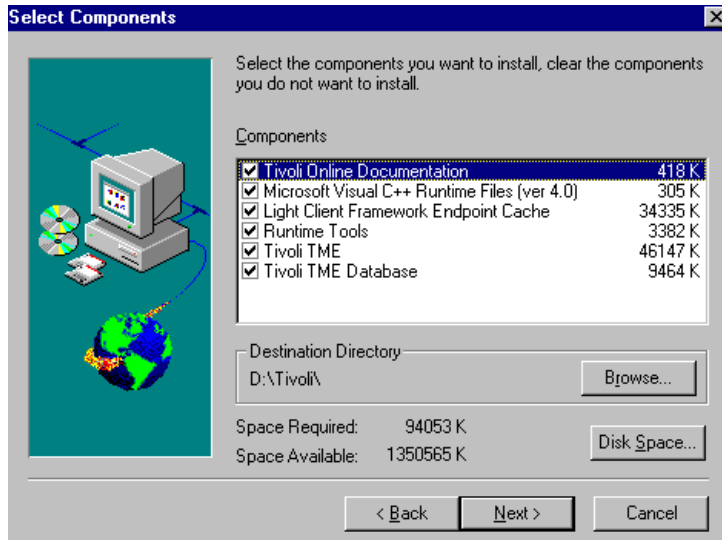 Select Components
Select the components you want to install, clear the components
you do not want to install.
Components
Tivoli Online Documentation 418 K
Microsoft Visual C++ Runtime Files (ver 4.0) 305 K
Light Client Framework Endpoint Cache 34335 K
Runtime Tools 3382 K
Tivoli TME 46147 K
Tivoli TME Database 9464 K
Destination Directory
D:\Tivoli\ Browse...
Space Required: 94053 K
Space Available: 1350565 K
Disk Space...
< Back Next > Cancel